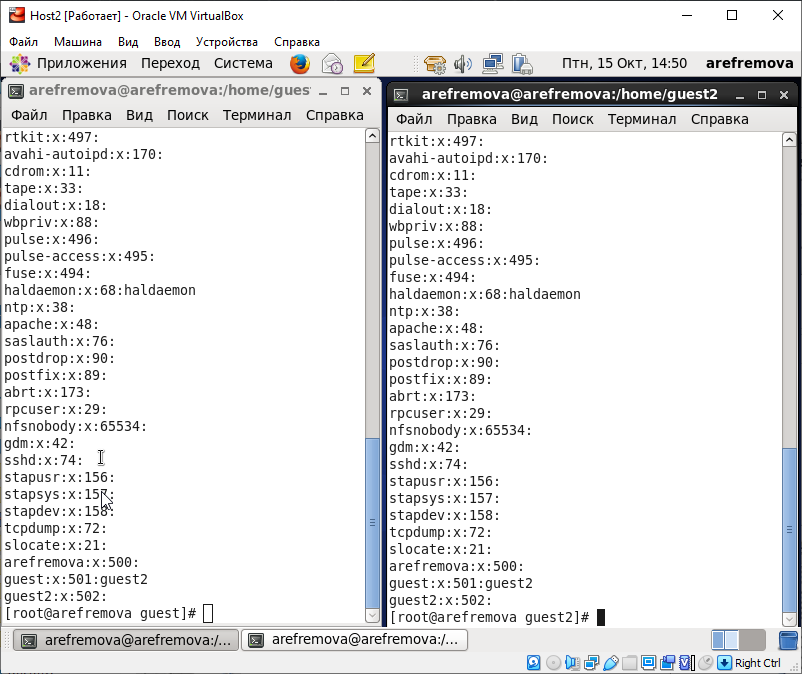 Host2 [Работает] - Oracle VM VirtualBox
Файл Машина Вид Ввод Устройства Справка
Приложения Переход Система Птн, 15 Окт, 14:50 arefremova
arefremova@arefremova:/home/gues
Файл Правка Вид Поиск Терминал Справка
rtkit:x:497:
avahi-autoipd:x:170:
cdrom:x:11:
tape:x:33:
dialout:x:18:
wbpriv:x:88:
pulse:x:496:
pulse-access:x:495:
fuse:x:494:
haldaemon:x:68:haldaemon
ntp:x:38:
apache:x:48:
saslauth:x:76:
postdrop:x:90:
postfix:x:89:
abrt:x:173:
rpcuser:x:29:
nfsnobody:x:65534:
gdm:x:42:
sshd:x:74:
stapusr:x:156:
stapsys:x:157:
stapdev:x:158:
tcpdump:x:72:
slocate:x:21:
arefremova:x:500:
guest:x:501:guest2
guest2:x:502:
[root@arefremova guest]#
arefremova@arefremova:/home/guest2
Файл Правка Вид Поиск Терминал Справка
rtkit:x:497:
avahi-autoipd:x:170:
cdrom:x:11:
tape:x:33:
dialout:x:18:
wbpriv:x:88:
pulse:x:496:
pulse-access:x:495:
fuse:x:494:
haldaemon:x:68:haldaemon
ntp:x:38:
apache:x:48:
saslauth:x:76:
postdrop:x:90:
postfix:x:89:
abrt:x:173:
rpcuser:x:29:
nfsnobody:x:65534:
gdm:x:42:
sshd:x:74:
stapusr:x:156:
stapsys:x:157:
stapdev:x:158:
tcpdump:x:72:
slocate:x:21:
arefremova:x:500:
guest:x:501:guest2
guest2:x:502:
[root@arefremova guest2]#
arefremova@arefremova:/... arefremova@arefremova:/...
Right Ctrl